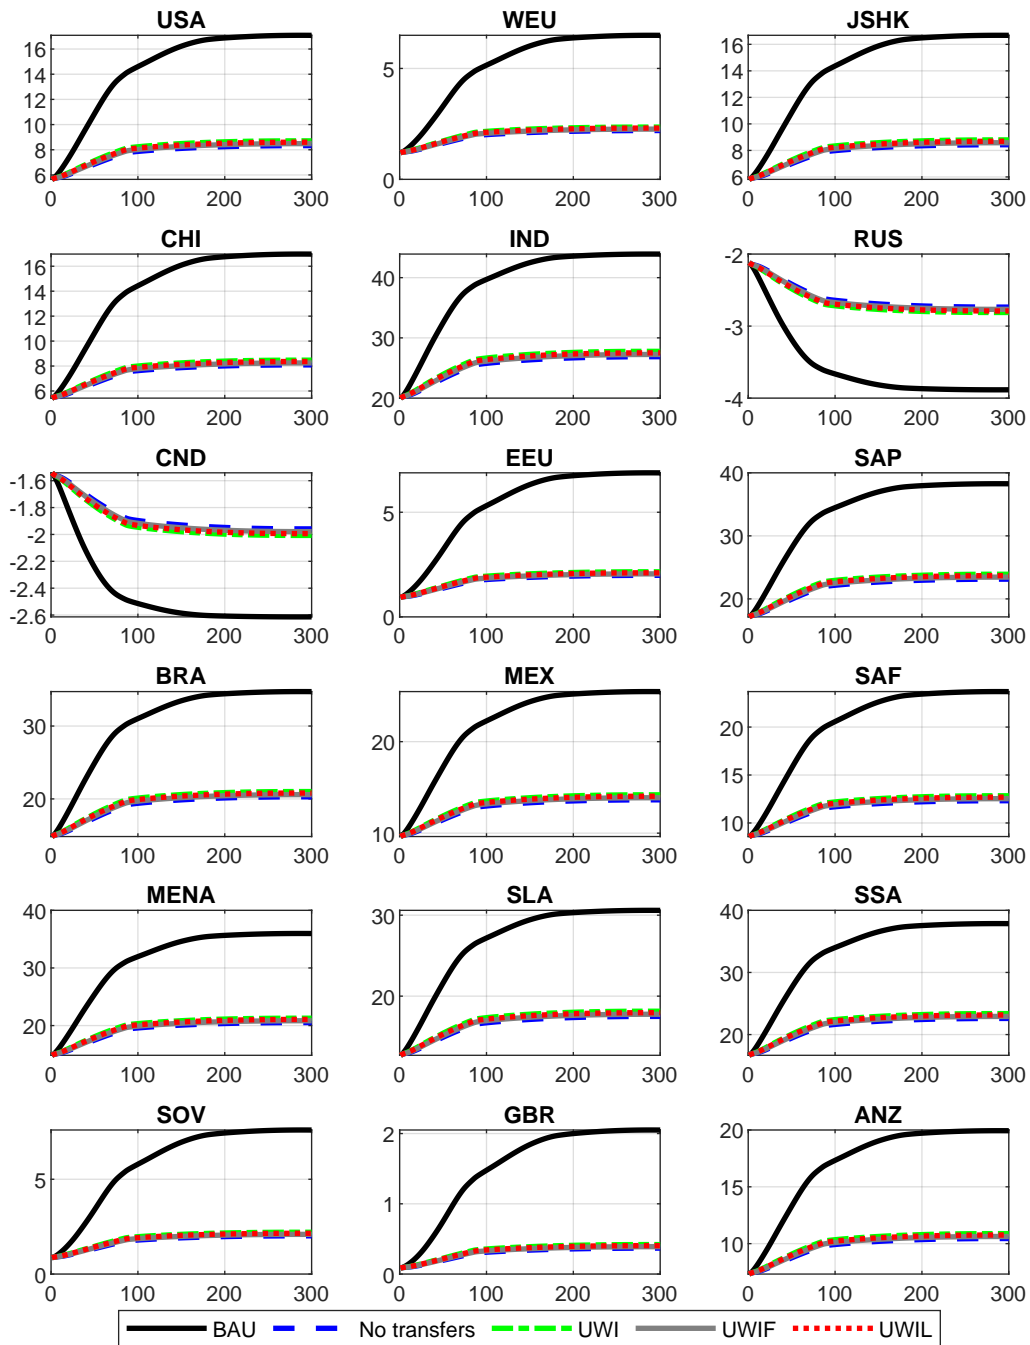 USA WEU JSHK
16
14
12
10
8
6
0 100 200 300
5
0
0 100 200 300
16
14
12
10
8
6
0 100 200 300
CHI IND RUS
16
14
12
10
8
6
0 100 200 300
40
30
20
0 100 200 300
-2
-3
-4
0 100 200 300
CND EEU SAP
-1.6
-1.8
-2
-2.2
-2.4
-2.6
0 100 200 300
5
0
0 100 200 300
40
30
20
0 100 200 300
BRA MEX SAF
30
20
0 100 200 300
20
10
0 100 200 300
20
15
10
0 100 200 300
MENA SLA SSA
40
30
20
0 100 200 300
30
20
0 100 200 300
40
30
20
0 100 200 300
SOV GBR ANZ
5
0
0 100 200 300
2
1
0
0 100 200 300
20
15
10
0 100 200 300
BAU No transfers UWI UWIF UWIL